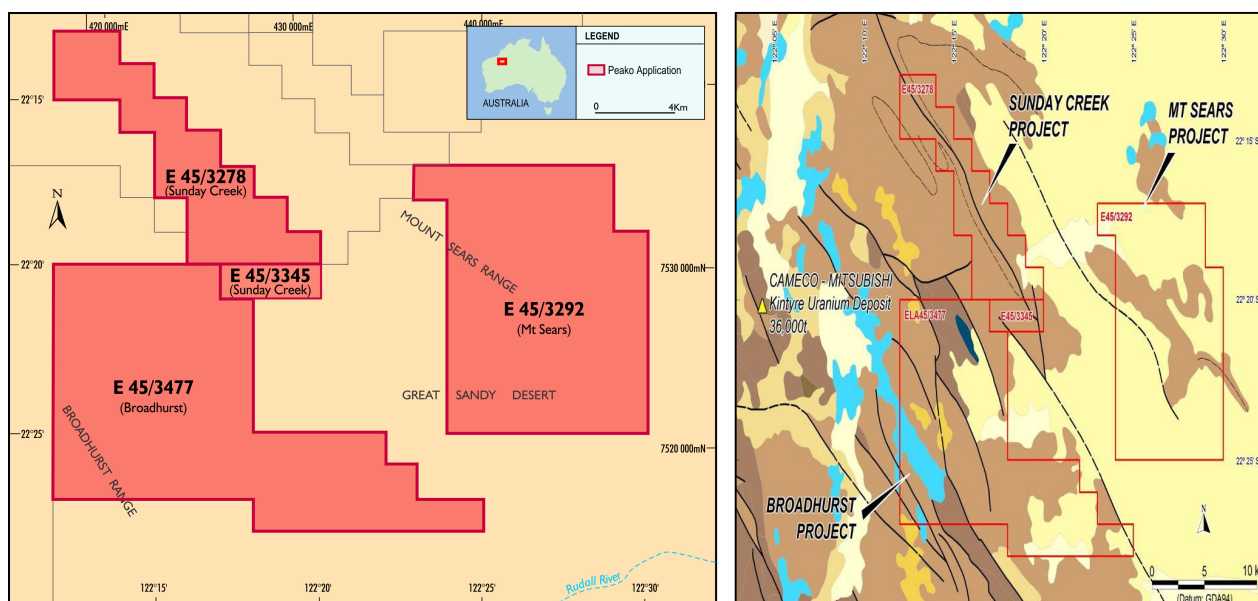 420 000mE
430 000mE
440 000mE
LEGEND
Peako Application
0
4Km
AUSTRALIA
22°15
E 45/3278
(Sunday Creek)
N
MOUNT SEARS RANGE
22°20
E 45/3345
(Sunday Creek)
7530 000mN
E 45/3292
(Mt Sears)
E 45/3477
(Broadhurst)
GREAT SANDY DESERT
BROADHURST RANGE
22°25
7520 000mN
Rudall River
122°15
122°20
122°25
122°30
122° 05' E
122° 10' E
122° 15' E
122° 20' E
122° 25' E
122° 30' E
E45/3278
SUNDAY CREEK
PROJECT
MT SEARS
PROJECT
22° 15' S
E45/3292
CAMECO - MITSUBISHI
Kintyre Uranium Deposit
36,000t
ELA45/3477
E45/3345
22° 20' S
22° 25' S
BROADHURST
PROJECT
N
0 5 10 k
(Datum: GDA94)